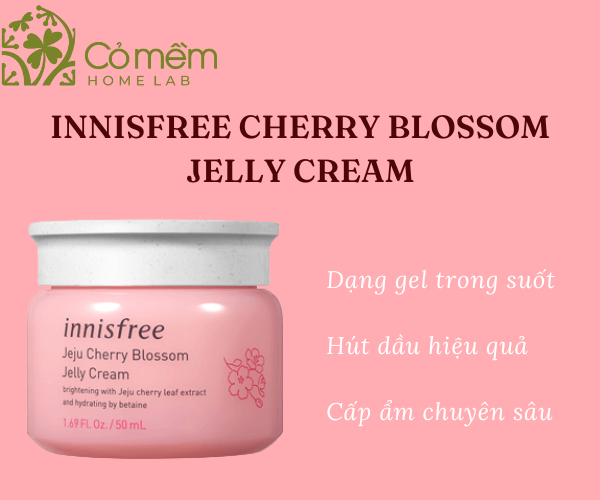 Cỏ mềm
HOME LAB
INNISFREE CHERRY BLOSSOM
JELLY CREAM
Dạng gel trong suốt
Hút dầu hiệu quả
Cấp ẩm chuyên sâu
innisfree
Jeju Cherry Blossom
Jelly Cream
brightening with Jeju cherry leaf extract
and hydrating by betaine
1.69 FL Oz. / 50 mL